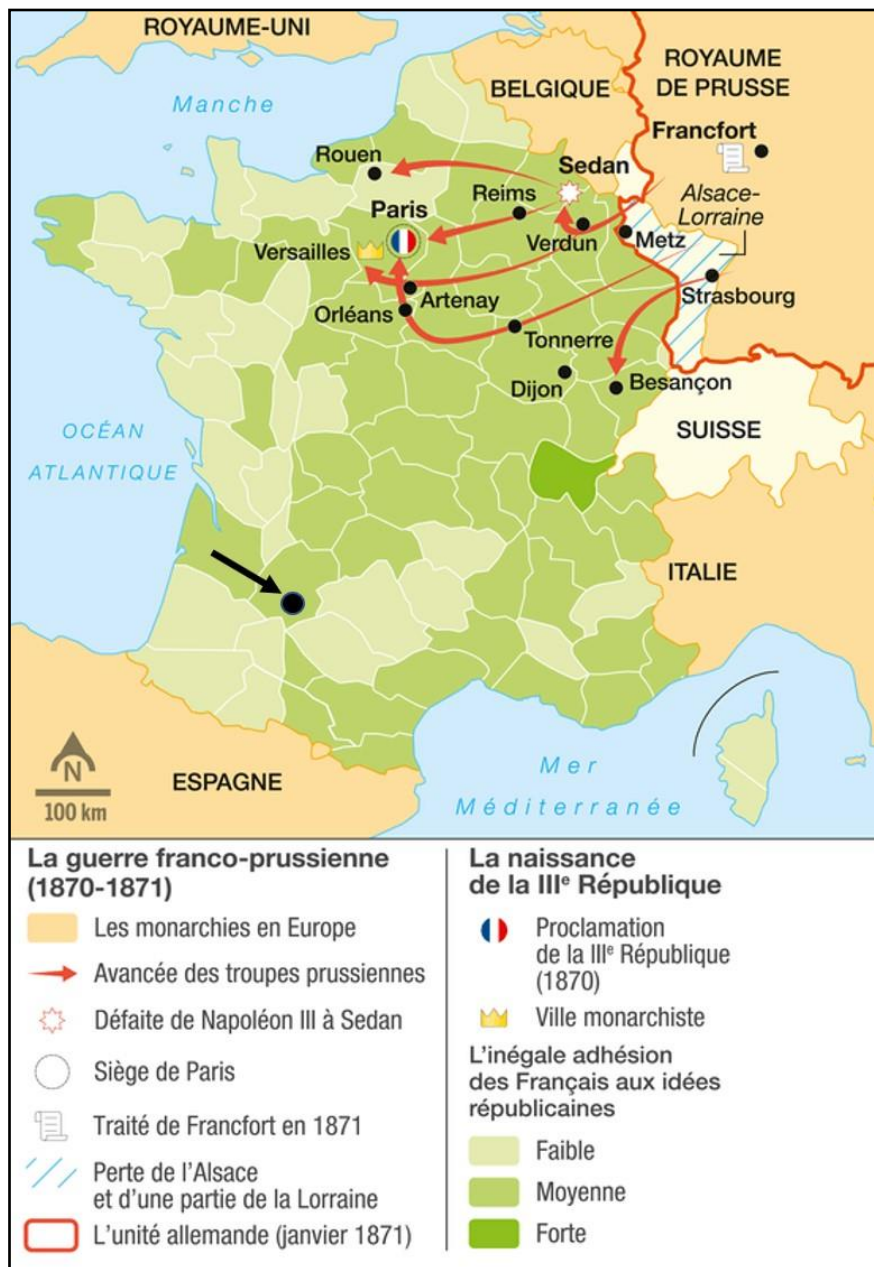 ROYAUME-UNI
ROYAUME
DE PRUSSE
BELGIQUE
Manche
Francfort
Rouen
Sedan
Reims
Alsace-
Lorraine
Paris
Verdun
Metz
Versailles
Artenay
Strasbourg
Orléans
Tonnerre
Dijon
Besançon
OCÉAN
ATLANTIQUE
SUISSE
ITALIE
N
100 km
ESPAGNE
Mer
Méditerranée
La guerre franco-prussienne
(1870-1871)
Les monarchies en Europe
Avancée des troupes prussiennes
Défaite de Napoléon III à Sedan
Siège de Paris
Traité de Francfort en 1871
Perte de l'Alsace
et d'une partie de la Lorraine
L'unité allemande (janvier 1871)
La naissance
de la IIIe République
Proclamation
de la IIIe République
(1870)
Ville monarchiste
L'inégale adhésion
des Français aux idées
républicaines
Faible
Moyenne
Forte